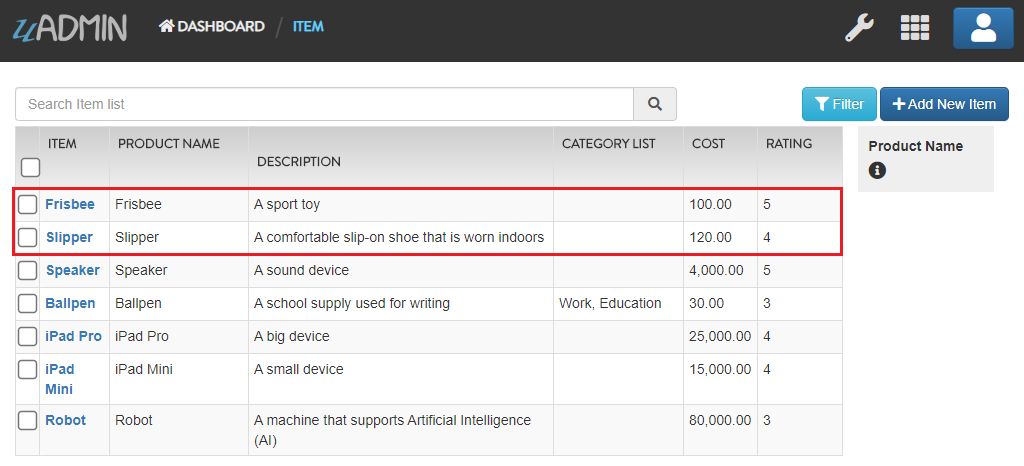 uADMIN DASHBOARD / ITEM
Search Item list Filter Add New Item
ITEM PRODUCT NAME DESCRIPTION CATEGORY LIST COST RATING
Product Name
Frisbee Frisbee A sport toy 100.00 5
Slipper Slipper A comfortable slip-on shoe that is worn indoors 120.00 4
Speaker Speaker A sound device 4,000.00 5
Ballpen Ballpen A school supply used for writing Work, Education 30.00 3
iPad Pro iPad Pro A big device 25,000.00 4
iPad iPad Mini A small device 15,000.00 4
Mini
Robot Robot A machine that supports Artificial Intelligence 80,000.00 3
(AI)